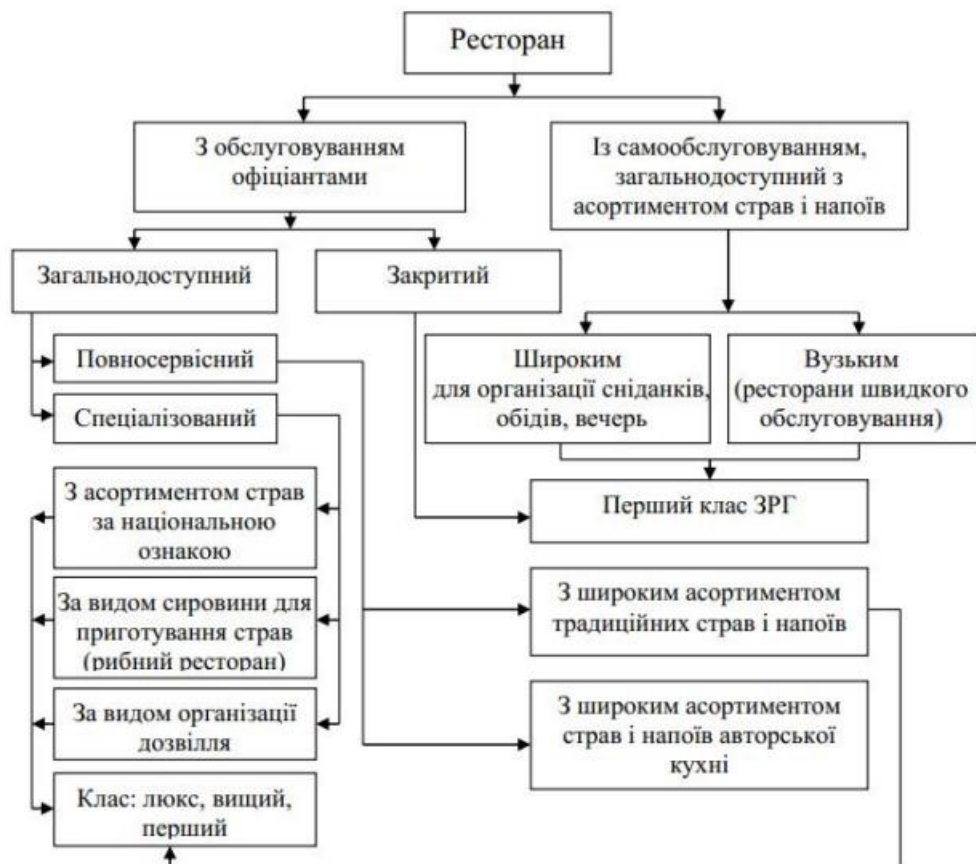 Ресторан
З обслуговуванням
офіціантами
Із самообслуговуванням,
загальнодоступний з
асортиментом страв і напоїв
Загальнодоступний
Закритий
Повносервісний
Спеціалізований
Широким
для організації сніданків,
обідів, вечерь
Вузьким
(ресторани швидкого
обслуговування)
З асортиментом страв
за національною
ознакою
Перший клас ЗРГ
За видом сировини для
приготування страв
(рибний ресторан)
З широким асортиментом
традиційних страв і напоїв
За видом організації
дозвілля
З широким асортиментом
страв і напоїв авторської
кухні
Клас: люкс, вищий,
перший